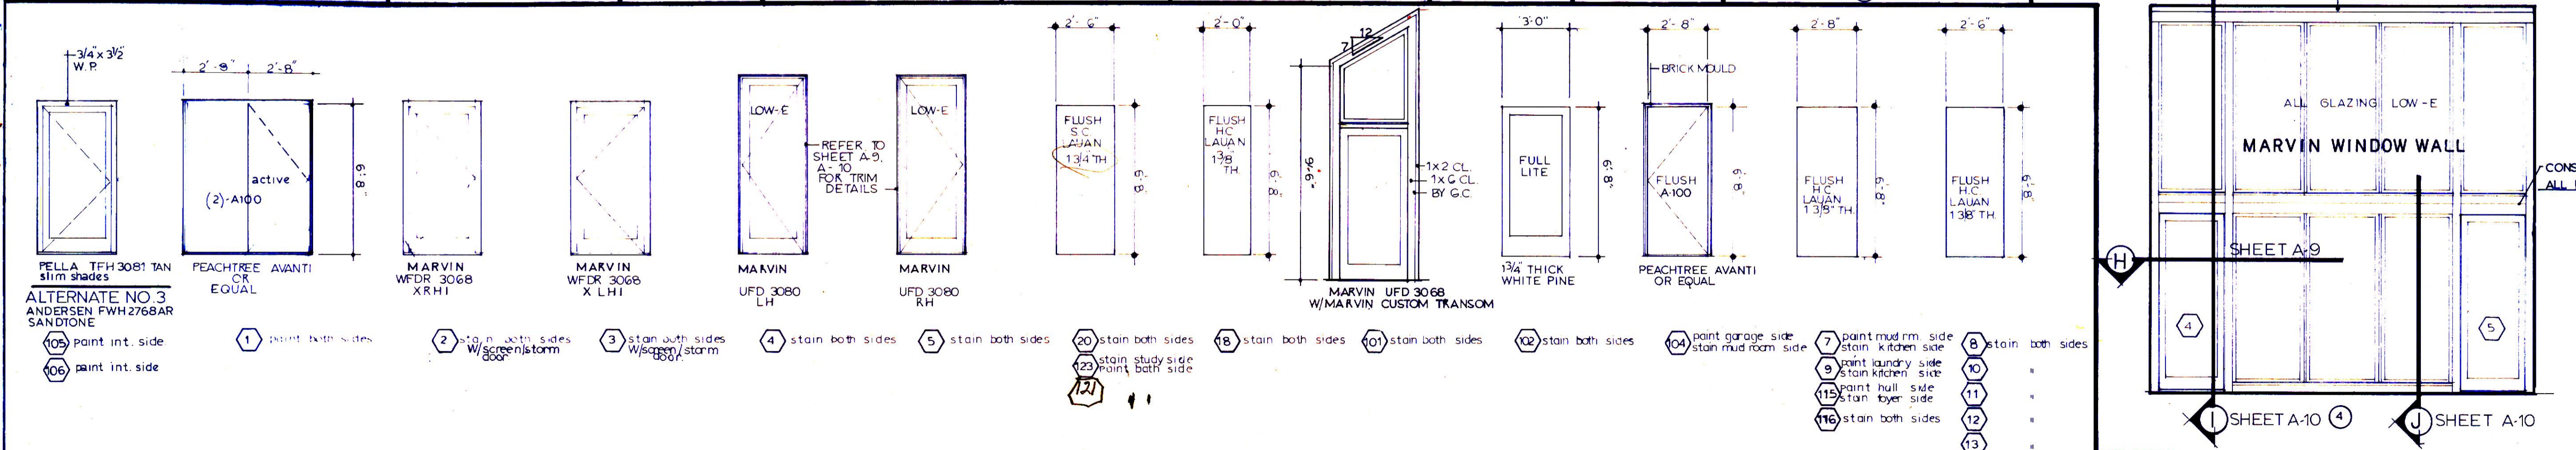 3/4" x 3 1/2"
W.P.
PELLA TFH 3081 TAN
slim shades
ALTERNATE NO.3
ANDERSEN FWH2768AR
SANDTONE
105 paint int. side
106 paint int. side
2'-8" 2'-8"
active
(2)-A100
6'8"
PEACHTREE AVANTI
OR
EQUAL
1 paint both sides
MARVIN
WFDR 3068
XRHI
2 stain both sides
W/screen/storm
door
MARVIN
WFDR 3068
X LHI
3 stain both sides
W/screen/storm
door
LOW-E
MARVIN
UFD 3080
LH
4 stain both sides
REFER TO
SHEET A-9,
A-10
FOR TRIM
DETAILS
LOW-E
MARVIN
UFD 3080
RH
5 stain both sides
2'-6"
FLUSH
S.C
LAUAN
1 3/4" TH
6'-8"
20 stain both sides
123 stain study side
Paint bath side
121 " "
2'-0"
FLUSH
H.C
LAUAN
1 3/8"
TH.
6'-8"
18 stain both sides
12
7
9'-6"
1x2 CL.
1x6 CL.
BY G.C.
MARVIN UFD 3068
W/MARVIN CUSTOM TRANSOM
101 stain both sides
3'-0"
FULL
LITE
6'-8"
1 3/4" THICK
WHITE PINE
102 stain both sides
2'-8"
BRICK MOULD
FLUSH
A-100
6'-8"
PEACHTREE AVANTI
OR EQUAL
104 paint garage side
stain mud room side
2'-8"
FLUSH
H.C
LAUAN
1 3/8" TH.
6'-8"
7 paint mud rm. side
stain kitchen side
9 paint laundry side
stain kitchen side
115 paint hall side
stain foyer side
116 stain both sides
2'-6"
FLUSH
H.C.
LAUAN
1 3/8" TH.
6'-8"
8 stain both sides
10 "
11 "
12 "
13 "
ALL GLAZING LOW-E
MARVIN WINDOW WALL
CONS
ALL
H
SHEET A-9
4
5
I SHEET A-10 4
J SHEET A-10